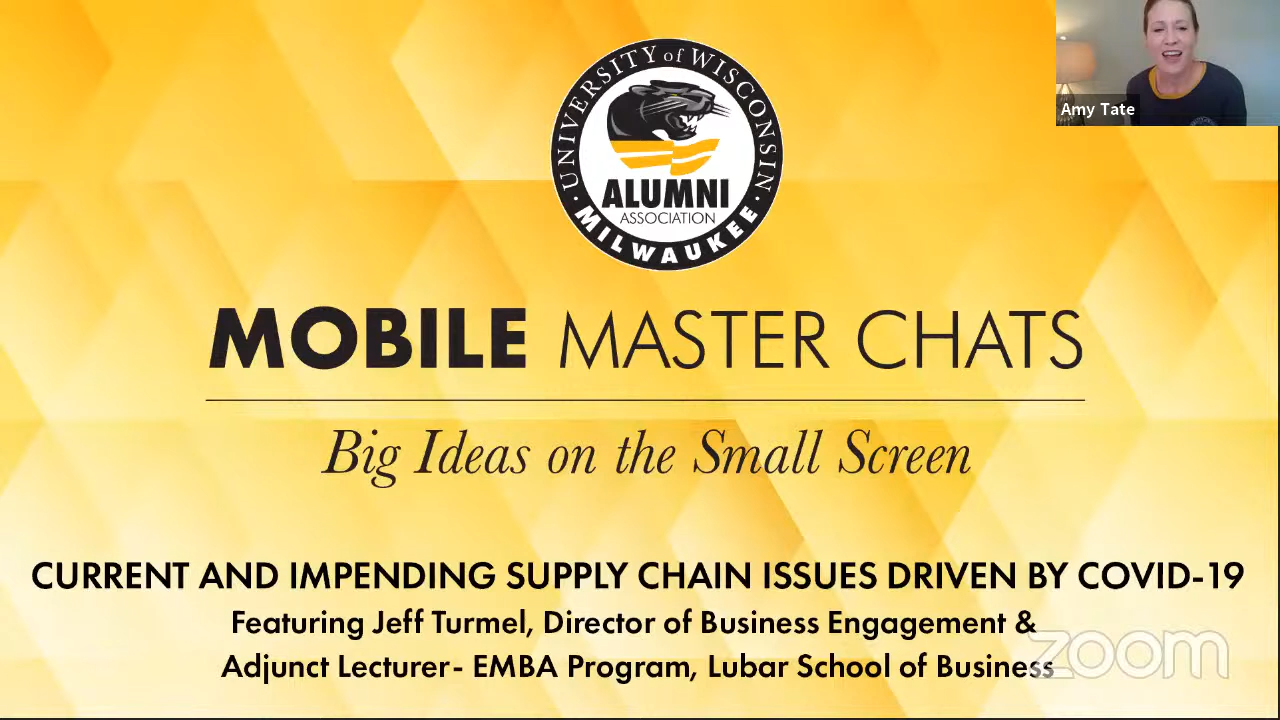 UNIVERSITY of WISCONSIN
ALUMNI
ASSOCIATION
MILWAUKEE
Amy Tate
MOBILE MASTER CHATS
Big Ideas on the Small Screen
CURRENT AND IMPENDING SUPPLY CHAIN ISSUES DRIVEN BY COVID-19
Featuring Jeff Turmel, Director of Business Engagement &
Adjunct Lecturer- EMBA Program, Lubar School of Business
zoom